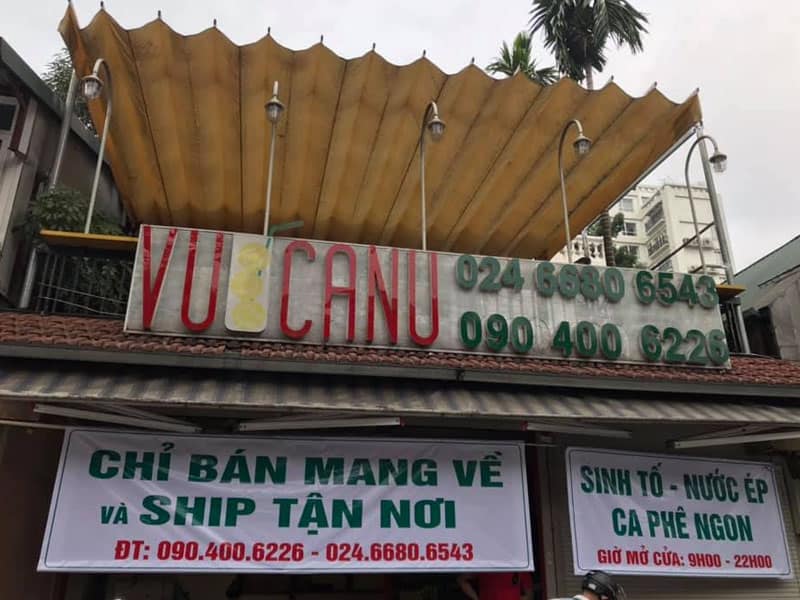 VUI CANU
024 6680 6543
090 400 6226
CHỈ BÁN MANG VỀ
VÀ SHIP TẬN NƠI
ĐT: 090.400.6226 - 024.6680.6543
SINH TỐ - NƯỚC ÉP
CA PHÊ NGON
GIỜ MỞ CỬA: 9H00 - 22H00